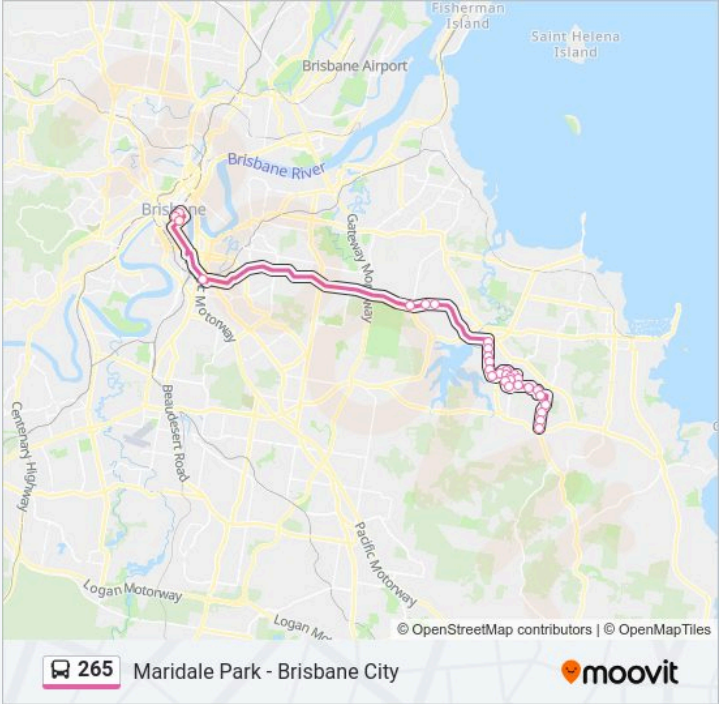 Fisherman
Island
Saint Helena
Island
Brisbane Airport
Brisbane River
Brisbane
Gateway Motorway
Motorway
Beaudesert Road
Centenary Highway
Pacific Motorway
Logan Motorway
Logan Mo
© OpenStreetMap contributors | © OpenMapTiles
265
Maridale Park - Brisbane City
moovit